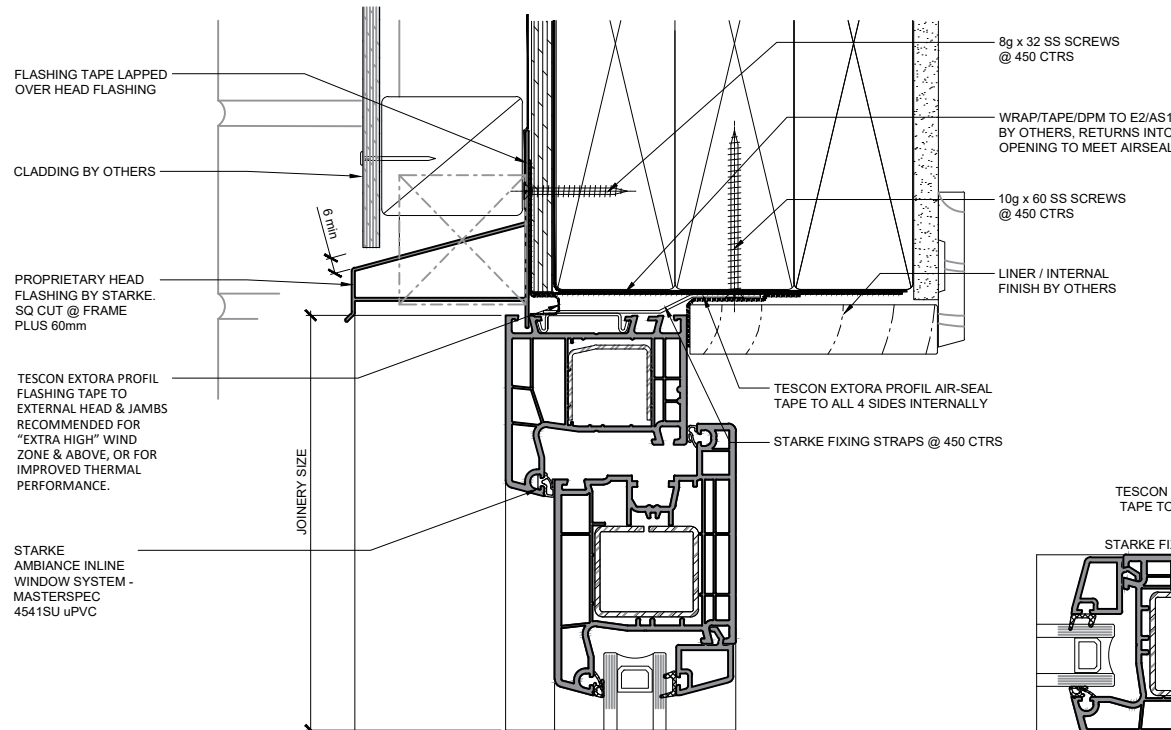 FLASHING TAPE LAPPED
OVER HEAD FLASHING
CLADDING BY OTHERS
6 min
PROPRIETARY HEAD
FLASHING BY STARKE.
SQ CUT @ FRAME
PLUS 60mm
TESCON EXTORA PROFIL
FLASHING TAPE TO
EXTERNAL HEAD & JAMBS
RECOMMENDED FOR
“EXTRA HIGH” WIND
ZONE & ABOVE, OR FOR
IMPROVED THERMAL
PERFORMANCE.
JOINERY SIZE
STARKE
AMBIANCE INLINE
WINDOW SYSTEM -
MASTERSPEC
4541SU uPVC
8g x 32 SS SCREWS
@ 450 CTRS
WRAP/TAPE/DPM TO E2/AS1
BY OTHERS, RETURNS INTO
OPENING TO MEET AIRSEAL
10g x 60 SS SCREWS
@ 450 CTRS
LINER / INTERNAL
FINISH BY OTHERS
TESCON EXTORA PROFIL AIR-SEAL
TAPE TO ALL 4 SIDES INTERNALLY
STARKE FIXING STRAPS @ 450 CTRS
TESCON
TAPE TO
STARKE FI